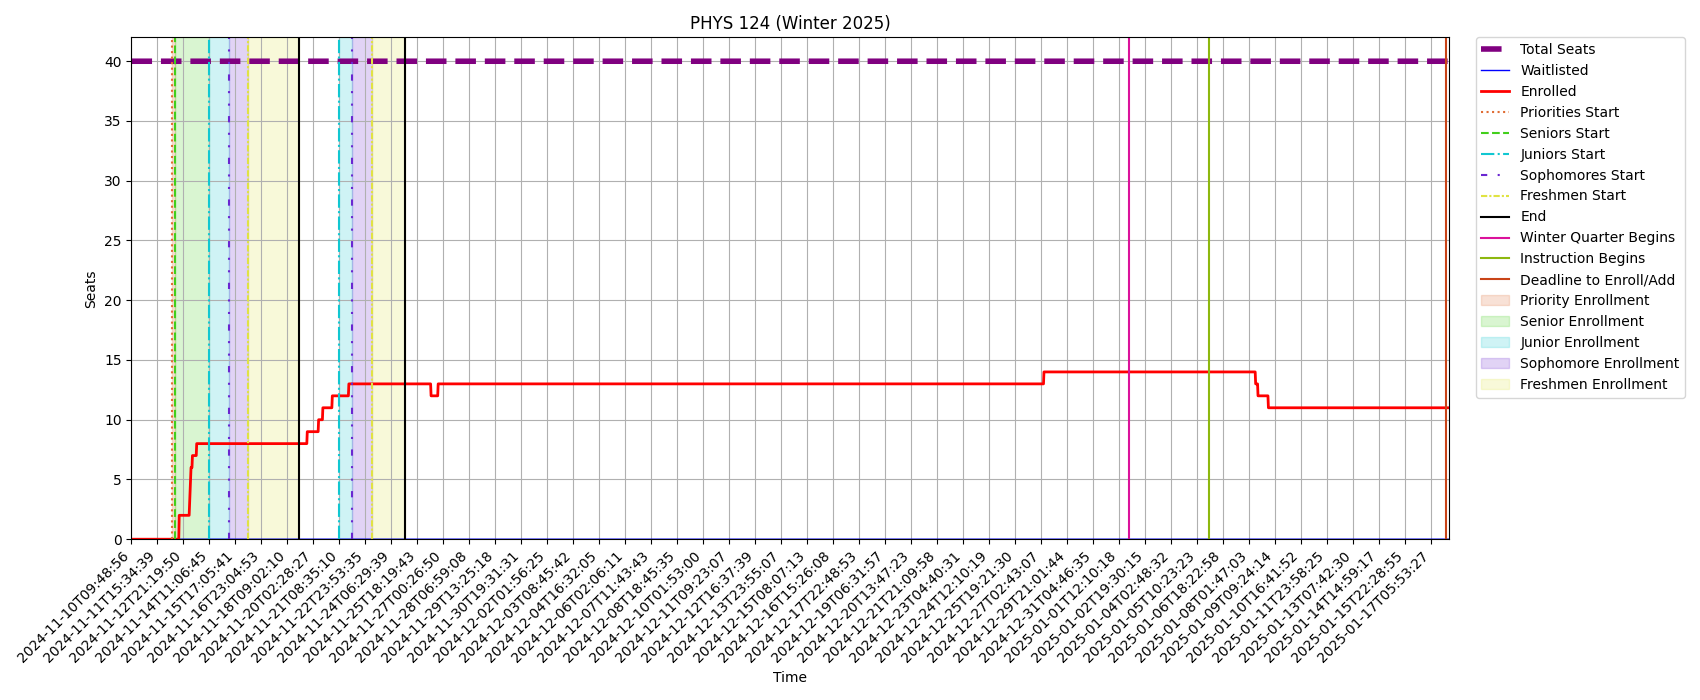 PHYS 124 (Winter 2025)
Seats
40
35
30
25
20
15
10
5
0
2024-11-10T09:48:56
2024-11-11T15:34:39
2024-11-12T21:19:50
2024-11-14T11:06:45
2024-11-15T17:05:41
2024-11-16T23:04:53
2024-11-18T09:02:10
2024-11-20T02:28:27
2024-11-21T08:35:10
2024-11-22T23:53:35
2024-11-24T06:29:39
2024-11-25T18:19:43
2024-11-27T00:26:50
2024-11-28T06:59:08
2024-11-29T13:25:18
2024-11-30T19:31:31
2024-12-02T01:56:25
2024-12-03T08:45:42
2024-12-04T16:32:05
2024-12-06T02:06:11
2024-12-07T11:43:43
2024-12-08T18:45:35
2024-12-10T01:53:00
2024-12-11T09:23:07
2024-12-12T16:37:39
2024-12-13T23:55:07
2024-12-15T08:07:13
2024-12-16T15:26:08
2024-12-17T22:48:53
2024-12-19T06:31:57
2024-12-20T13:47:23
2024-12-21T21:09:58
2024-12-23T04:40:31
2024-12-24T12:10:19
2024-12-25T19:21:30
2024-12-27T02:43:07
2024-12-29T21:01:44
2024-12-31T04:46:35
2025-01-01T12:10:18
2025-01-02T19:30:15
2025-01-04T02:48:32
2025-01-05T10:23:23
2025-01-06T18:22:58
2025-01-08T01:47:03
2025-01-09T09:24:14
2025-01-10T16:41:52
2025-01-11T23:58:25
2025-01-13T07:42:30
2025-01-14T14:59:17
2025-01-15T22:28:55
2025-01-17T05:53:27
Time
Total Seats
Waitlisted
Enrolled
Priorities Start
Seniors Start
Juniors Start
Sophomores Start
Freshmen Start
End
Winter Quarter Begins
Instruction Begins
Deadline to Enroll/Add
Priority Enrollment
Senior Enrollment
Junior Enrollment
Sophomore Enrollment
Freshmen Enrollment